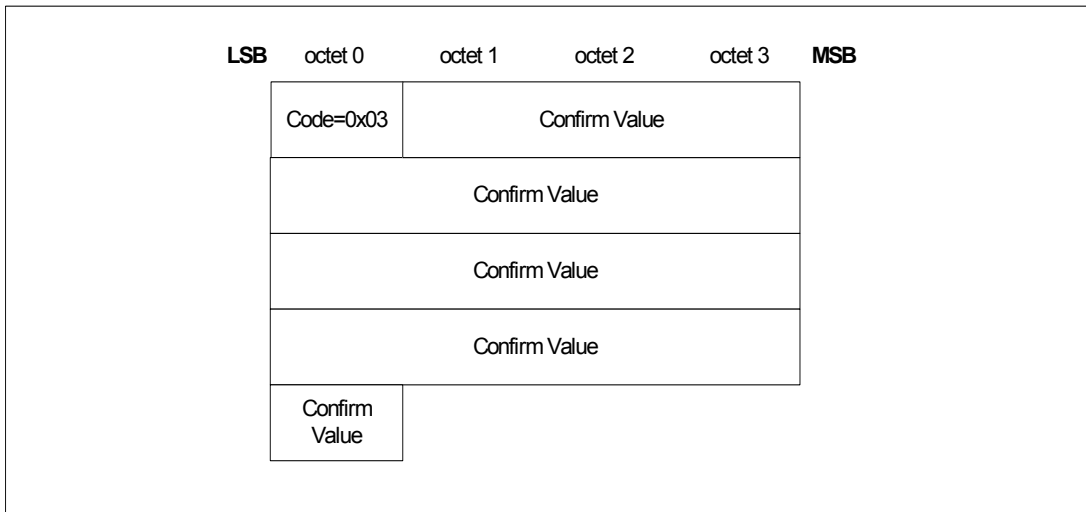 LSB octet 0 octet 1 octet 2 octet 3 MSB
Code=0x03 Confirm Value
Confirm Value
Confirm Value
Confirm Value
Confirm
Value